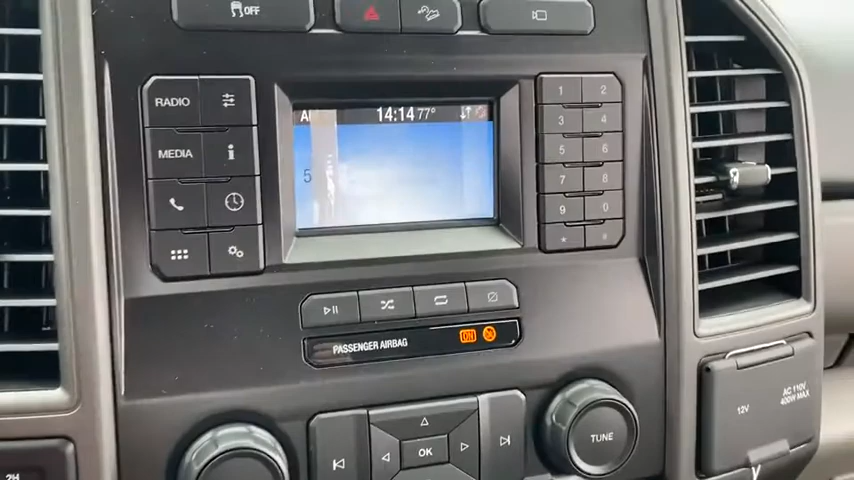 OFF
RADIO
MEDIA
14:14 77°
5
1 2
3 4
5 6
7 8
9 0
* #
PASSENGER AIRBAG ON
OK
TUNE
12V
AC 110V
400W MAX
2H